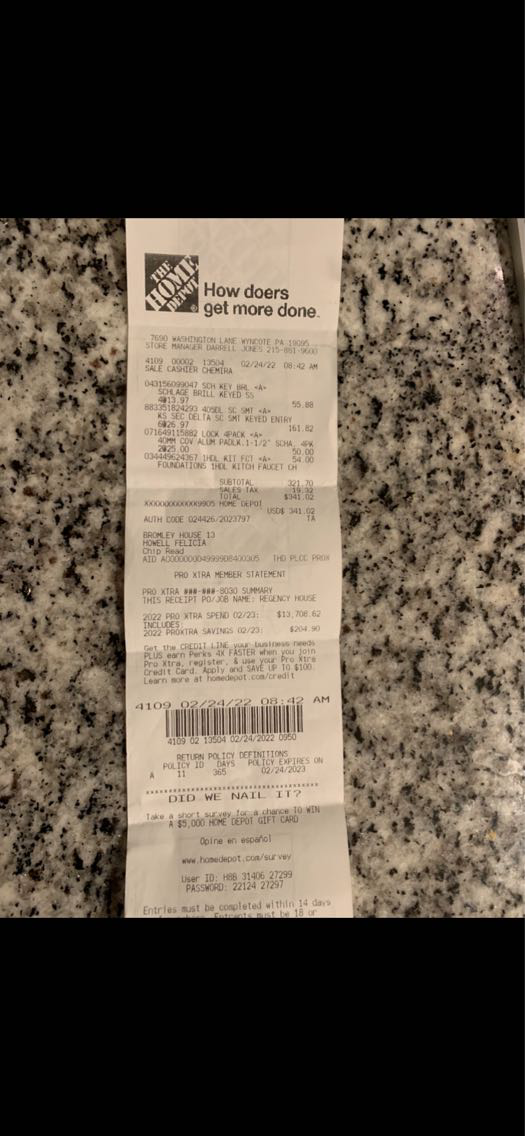 THE
HOME
DEPOT
How doers
get more done.
7690 WASHINGTON LANE WYNCOTE PA 19095
STORE MANAGER DARRELL JONES 215-881-9600
4109 00002 13504 02/24/22 08:42 AM
SALE CASHIER CHEMIRA
043156099047 SCH KEY BRL <A>
SCHLAGE BRILL KEYED SS
4@13.97 55.88
883351824293 405DL SC SMT <A>
KS SEC DELTA SC SMT KEYED ENTRY
6@26.97 161.82
071649115882 LOCK 4PACK <A>
40MM COV ALUM PADLK.1-1/2" SCHA, 4PK
2@25.00 50.00
034449624367 1HDL KIT FCT <A> 54.00
FOUNDATIONS 1HDL KITCH FAUCET CH
SUBTOTAL 321.70
SALES TAX 19.32
TOTAL $341.02
XXXXXXXXXXXX9905 HOME DEPOT
USD$ 341.02
AUTH CODE 024426/2023797 TA
BROMLEY HOUSE 13
HOWELL FELICIA
Chip Read
AID THD PLCC PROX
PRO XTRA MEMBER STATEMENT
PRO XTRA ###-###-8030 SUMMARY
THIS RECEIPT PO/JOB NAME: REGENCY HOUSE
2022 PRO XTRA SPEND 02/23: $13,708.62
INCLUDES:
2022 PROXTRA SAVINGS 02/23: $204.90
Get the CREDIT LINE your business needs
PLUS earn Perks 4X FASTER when you join
Pro Xtra, register, & use your Pro Xtra
Credit Card. Apply and SAVE UP TO $100.
Learn more at homedepot.com/credit
4109 02/24/22 08:42 AM
4109 02 13504 02/24/2022 0950
RETURN POLICY DEFINITIONS
POLICY ID DAYS POLICY EXPIRES ON
A 11 365 02/24/2023
DID WE NAIL IT?
Take a short survey for a chance TO WIN
A $5,000 HOME DEPOT GIFT CARD
Opine en español
www.homedepot.com/survey
User ID: H88 31406 27299
PASSWORD: 22124 27297
Entries must be completed within 14 days
Entrants must be 18 or